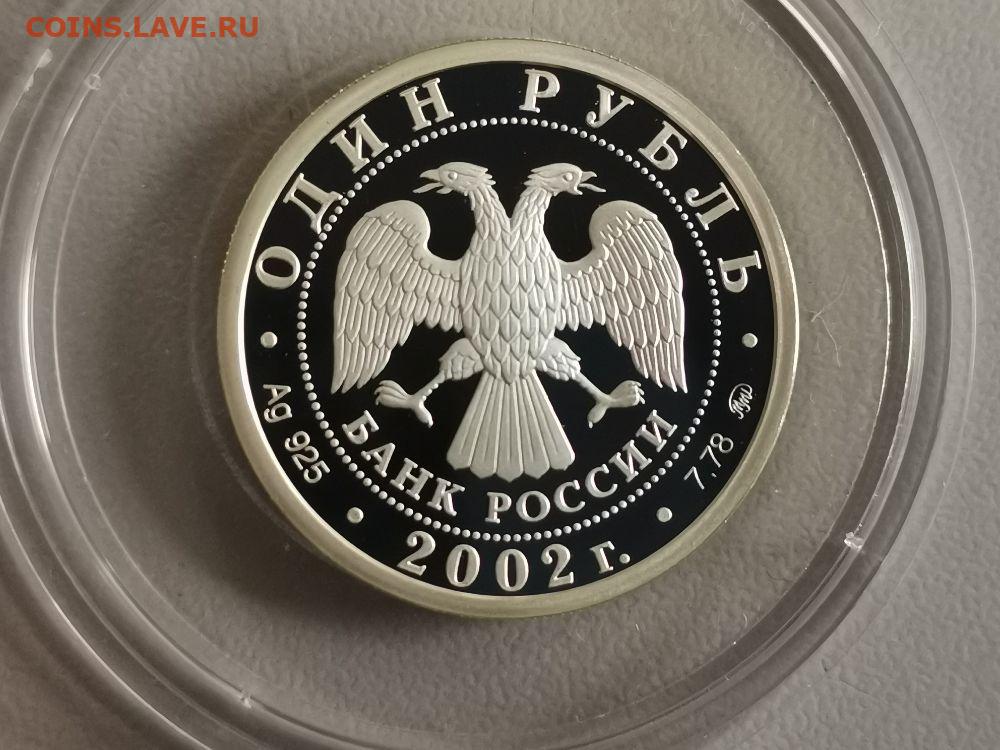 COINS.LAVE.RU
ОДИН РУБЛЬ
БАНК РОССИИ
Ag 925
7,78
2002 г.